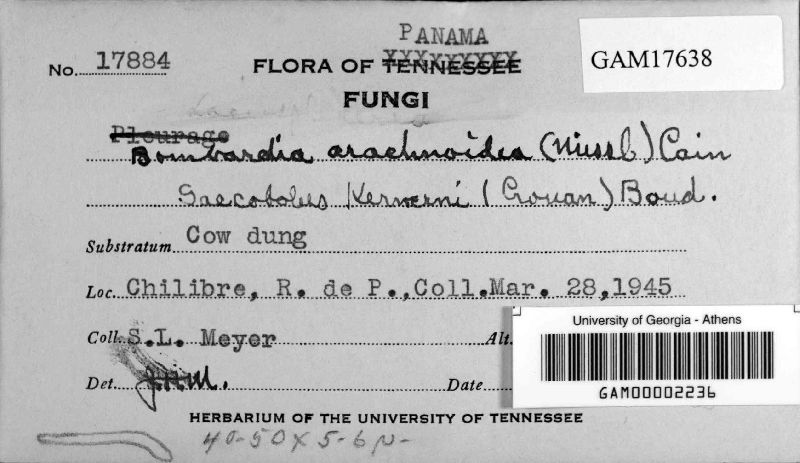 PANAMA
No. 17884 FLORA OF TENNESSEE
GAM17638
FUNGI
Pleurage
Bombardia arachnoidea (Niessl) Cain
Saccobolus Kerverni (Crouan) Boud.
Substratum Cow dung
Loc. Chilibre, R. de P., Coll. Mar. 28, 1945
Coll. S.L. Meyer Alt.
Det. Date
University of Georgia - Athens
GAM00002236
HERBARIUM OF THE UNIVERSITY OF TENNESSEE
40-50 X 5-6 μ-